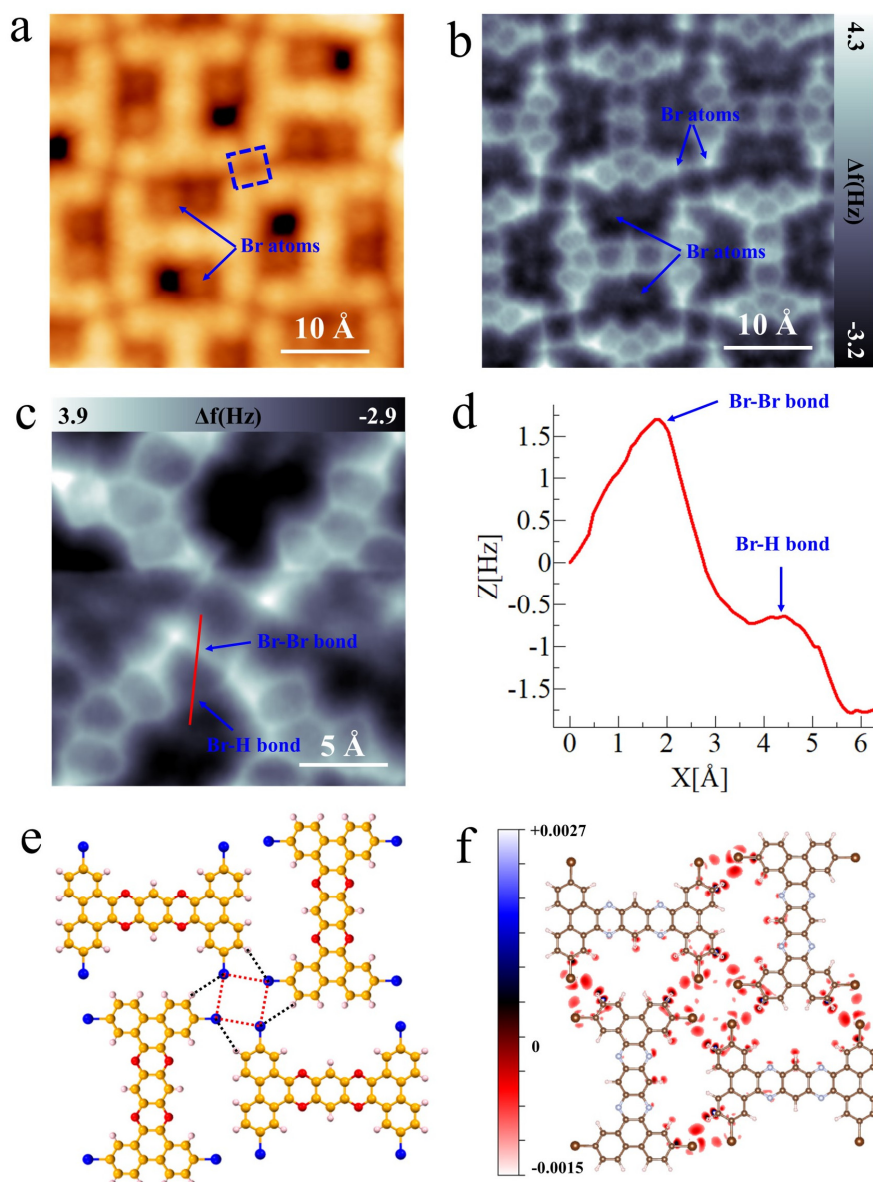 a
Br atoms
10 Å
b
Br atoms
Br atoms
10 Å
4.3
Δf(Hz)
-3.2
c
3.9 Δf(Hz) -2.9
Br-Br bond
Br-H bond
5 Å
d
Br-Br bond
Br-H bond
Z[Hz]
1.5
1
0.5
0
-0.5
-1
-1.5
0 1 2 3 4 5 6
X[Å]
e
f
+0.0027
0
-0.0015